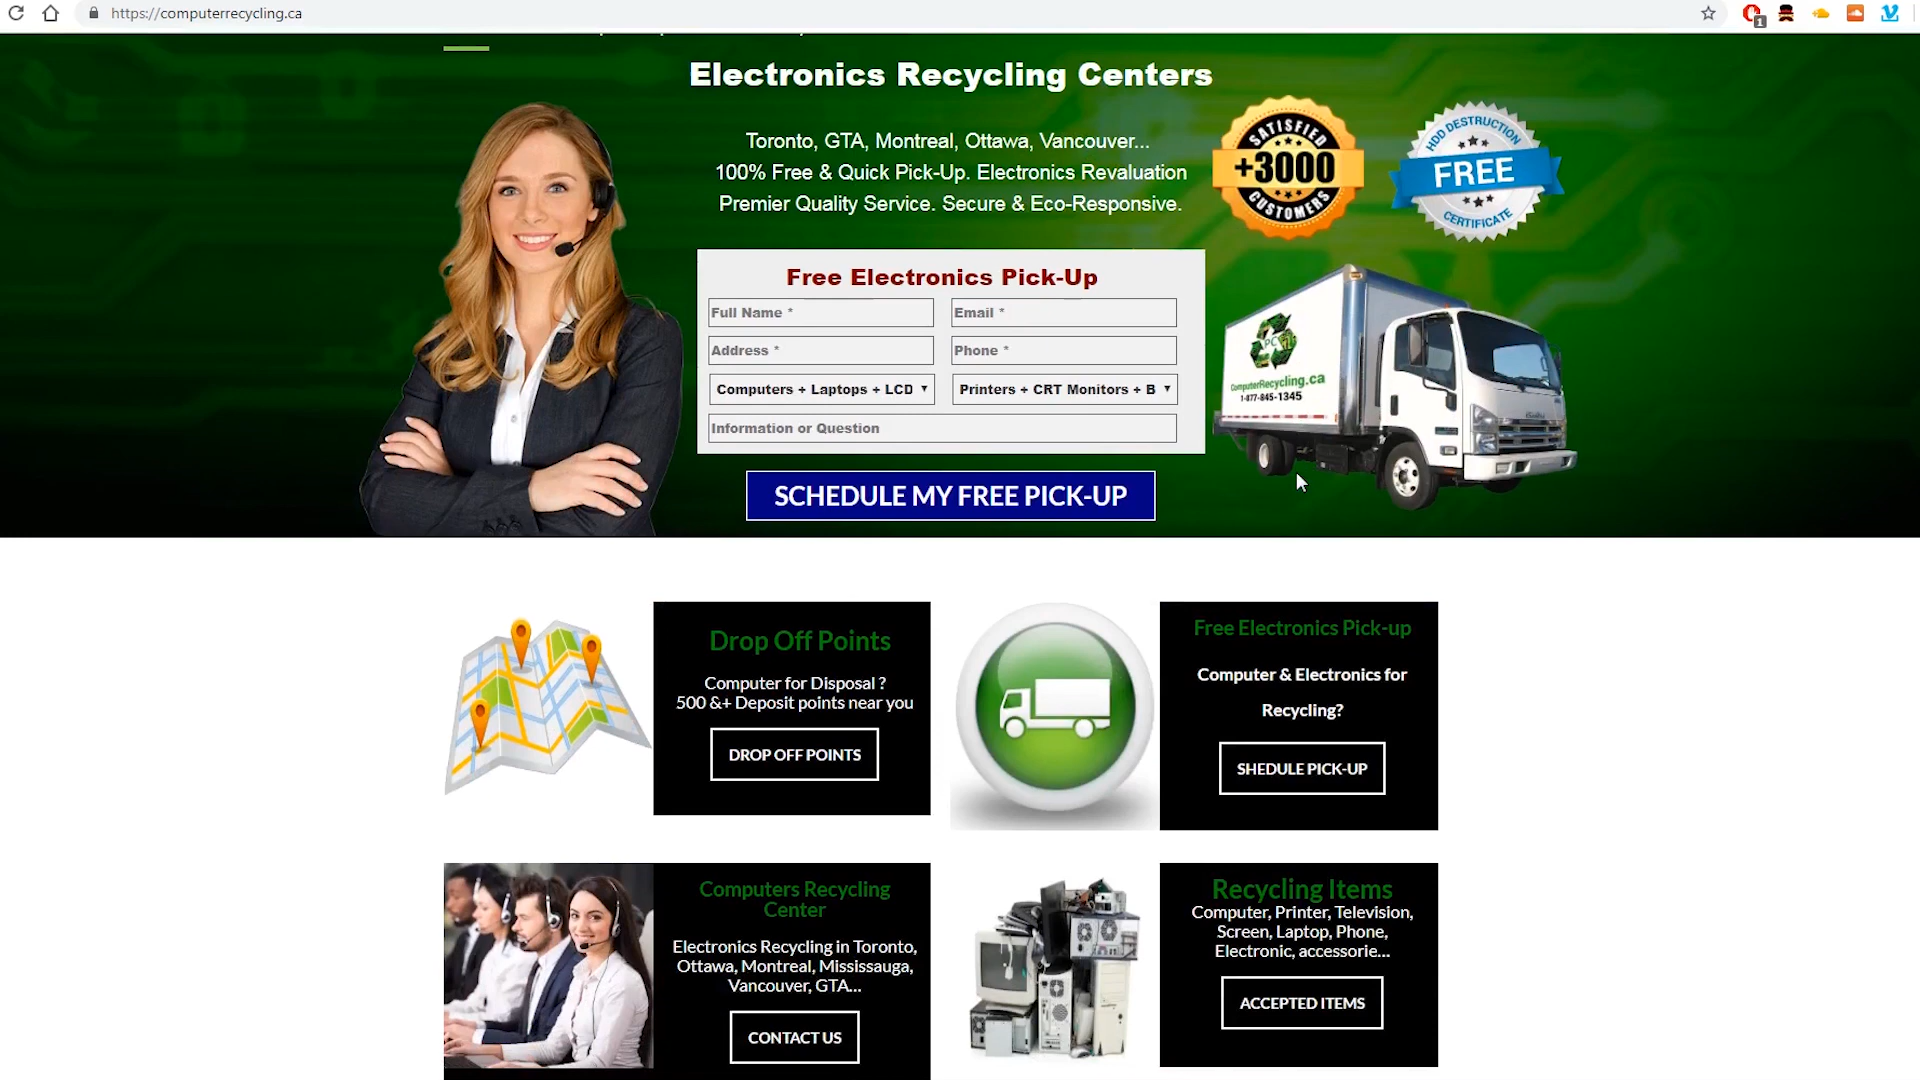 https://computerrecycling.ca
1
Electronics Recycling Centers
Toronto, GTA, Montreal, Ottawa, Vancouver...
100% Free & Quick Pick-Up. Electronics Revaluation
Premier Quality Service. Secure & Eco-Responsive.
SATISFIED
+3000
CUSTOMERS
HDD DESTRUCTION
FREE
CERTIFICATE
Free Electronics Pick-Up
Full Name *
Email *
Address *
Phone *
Computers + Laptops + LCD
Printers + CRT Monitors + B
Information or Question
SCHEDULE MY FREE PICK-UP
PC
ComputerRecycling.ca
1-877-845-1345
Drop Off Points
Computer for Disposal ?
500 &+ Deposit points near you
DROP OFF POINTS
Free Electronics Pick-up
Computer & Electronics for
Recycling?
SHEDULE PICK-UP
Computers Recycling
Center
Electronics Recycling in Toronto,
Ottawa, Montreal, Mississauga,
Vancouver, GTA...
CONTACT US
Recycling Items
Computer, Printer, Television,
Screen, Laptop, Phone,
Electronic, accessorie...
ACCEPTED ITEMS